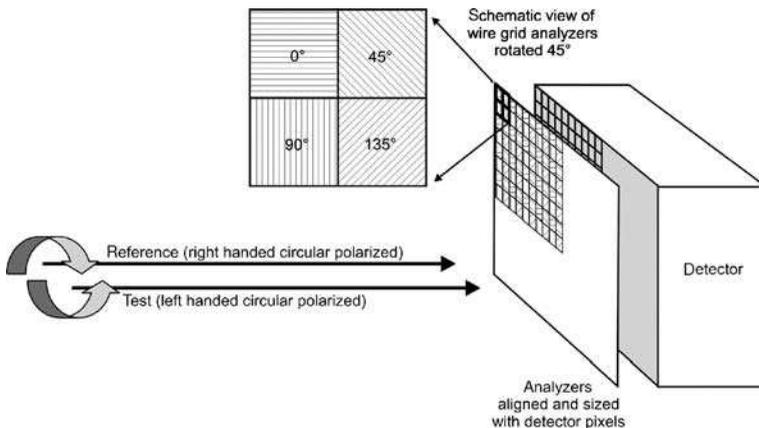 Schematic view of
wire grid analyzers
rotated 45°
0°
45°
90°
135°
Reference (right handed circular polarized)
Test (left handed circular polarized)
Detector
Analyzers
aligned and sized
with detector pixels